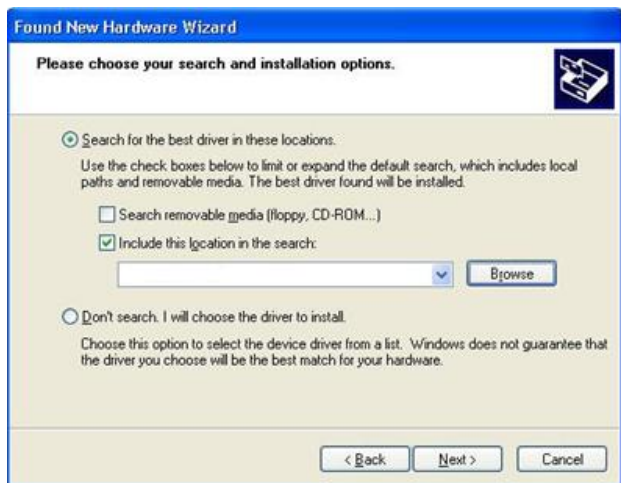 Found New Hardware Wizard
Please choose your search and installation options.
Search for the best driver in these locations.
Use the check boxes below to limit or expand the default search, which includes local
paths and removable media. The best driver found will be installed.
Search removable media (floppy, CD-ROM...)
Include this location in the search:
Browse
Don't search. I will choose the driver to install.
Choose this option to select the device driver from a list. Windows does not guarantee that
the driver you choose will be the best match for your hardware.
< Back Next > Cancel